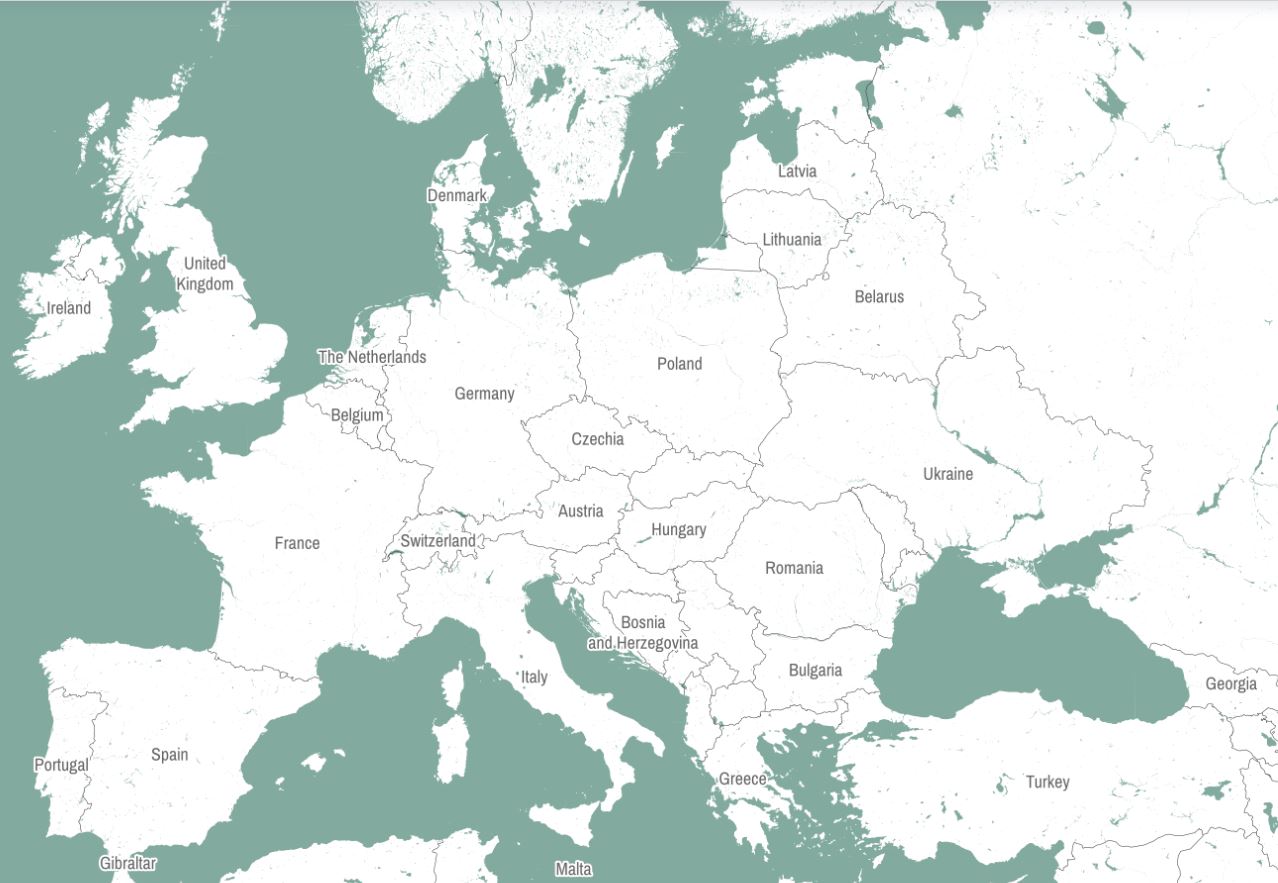 Latvia
Denmark
Lithuania
United
Kingdom
Belarus
Ireland
The Netherlands
Poland
Germany
Belgium
Czechia
Ukraine
Austria
Hungary
Switzerland
France
Romania
Bosnia
and Herzegovina
Bulgaria
Italy
Georgia
Spain
Portugal
Greece
Turkey
Gibraltar
Malta